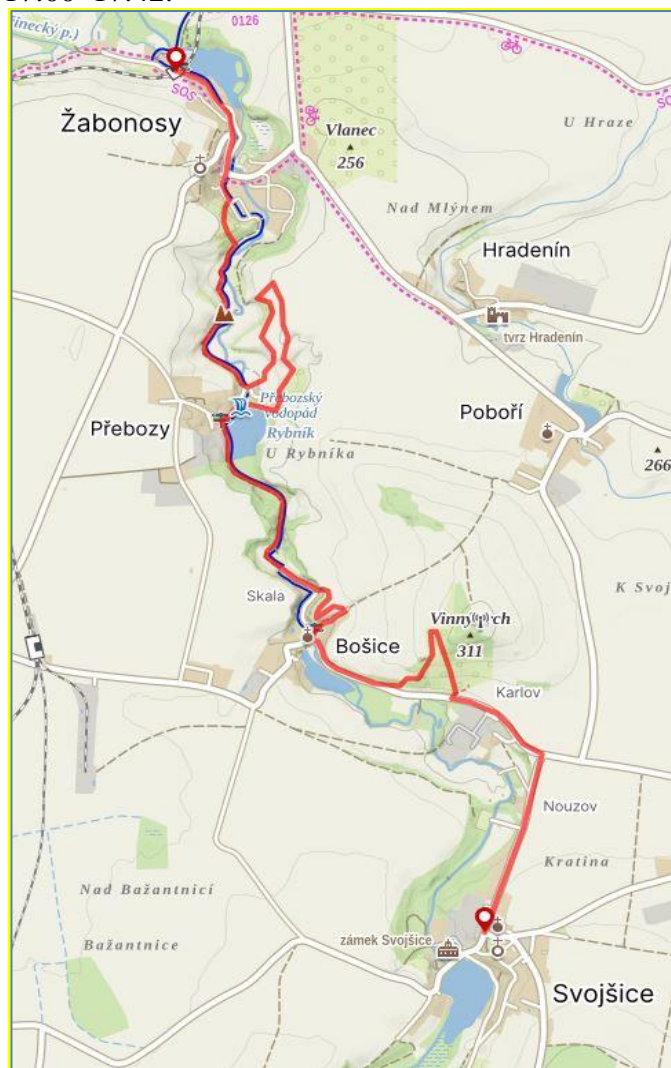 Žabonosy
0126
SOS
Vlanec
256
U Hraze
Nad Mlýnem
Hradenín
tvrz Hradenín
Přebozský
vodopád
Rybník
Přebozy
U Rybníka
Poboří
266
K Svoj
Skala
Bošice
311
Karlov
Nouzov
Kratina
Nad Bažantnicí
Bažantnice
zámek Svojšice
Svojšice